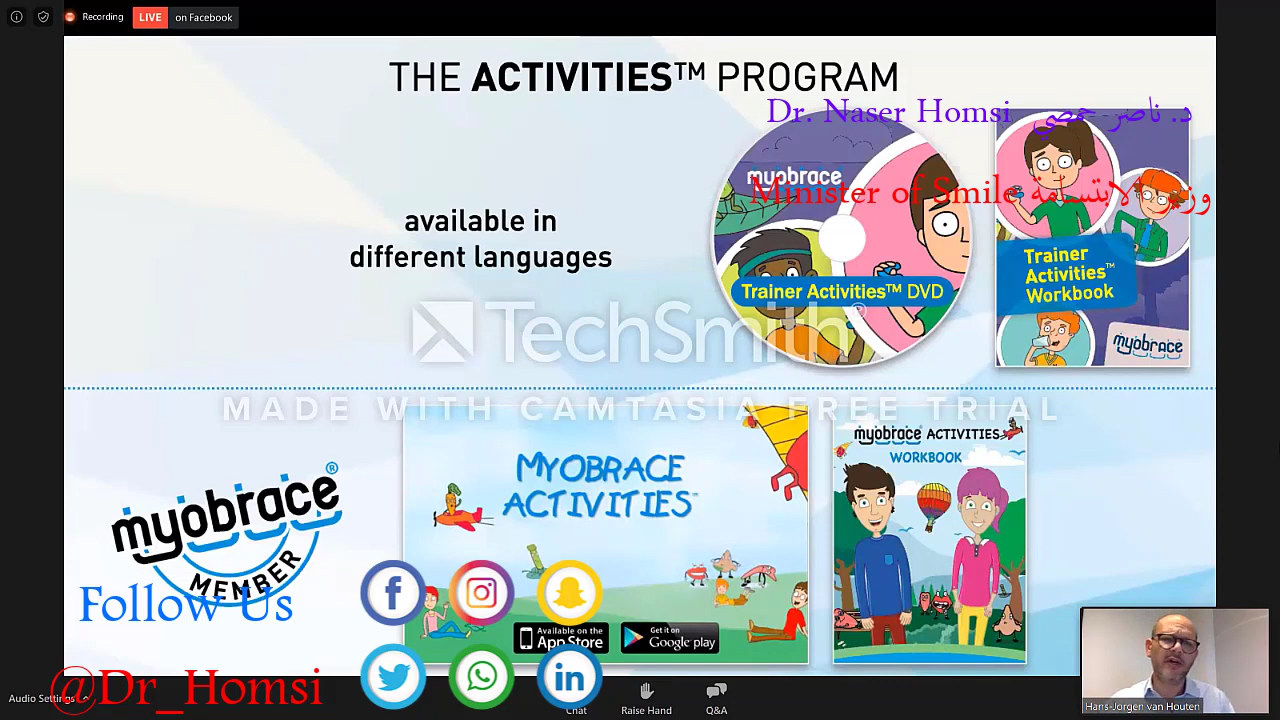 Recording
LIVE on Facebook
THE ACTIVITIES™ PROGRAM
Dr. Naser Homsi د. ناصر حمصي
myobrace
Minister of Smile وزير الابتسامة
available in
different languages
Trainer
Activities™
Workbook
Trainer Activities™ DVD
TechSmith®
myobrace
MADE WITH CAMTASIA FREE TRIAL
myobrace ACTIVITIES
WORKBOOK
MYOBRACE
ACTIVITIES™
myobrace®
MEMBER
Follow Us
Available on the
App Store
Get it on
Google play
@Dr_Homsi
Audio Settings
Chat
Raise Hand
Q&A
Hans-Jörgen van Houten